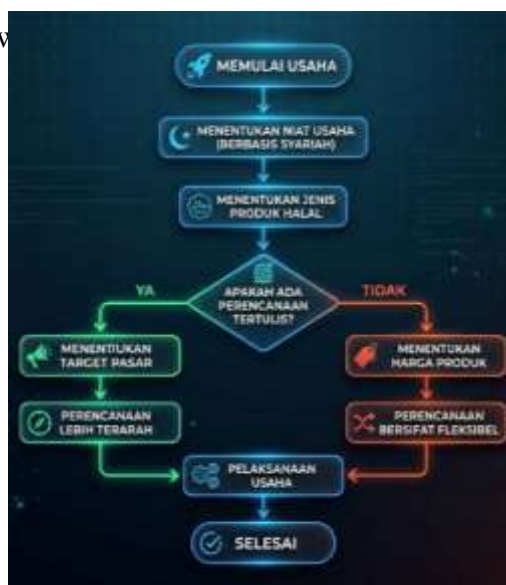 MEMULAI USAHA
MENENTUKAN NIAT USAHA
(BERBASIS SYARIAH)
MENENTUKAN JENIS
PRODUK HALAL
APAKAH ADA
PERENCANAAN
TERTULIS?
YA
TIDAK
MENENTIUKAN
TARGET PASAR
MENENTUKAN
HARGA PRODUK
PERENCANAAN
LEBIH TERARAH
PERENCANAAN
BERSIFAT FLEKSIBEL
PELAKSANAAN
USAHA
SELESAI